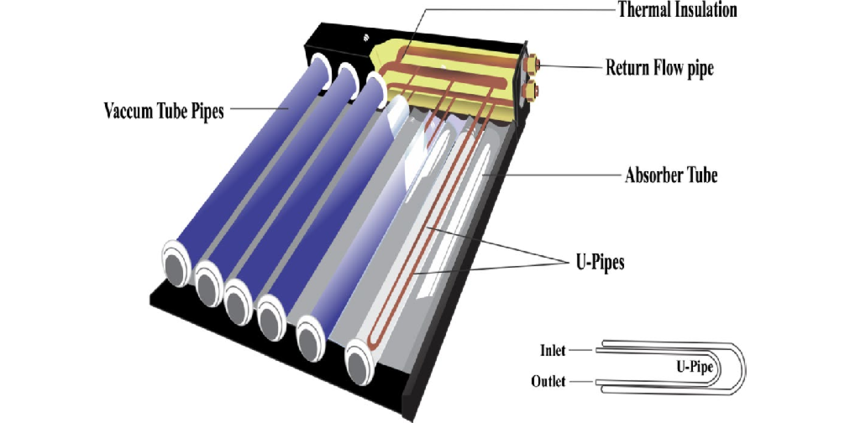 Thermal Insulation
Return Flow pipe
Vaccum Tube Pipes
Absorber Tube
U-Pipes
Inlet
U-Pipe
Outlet